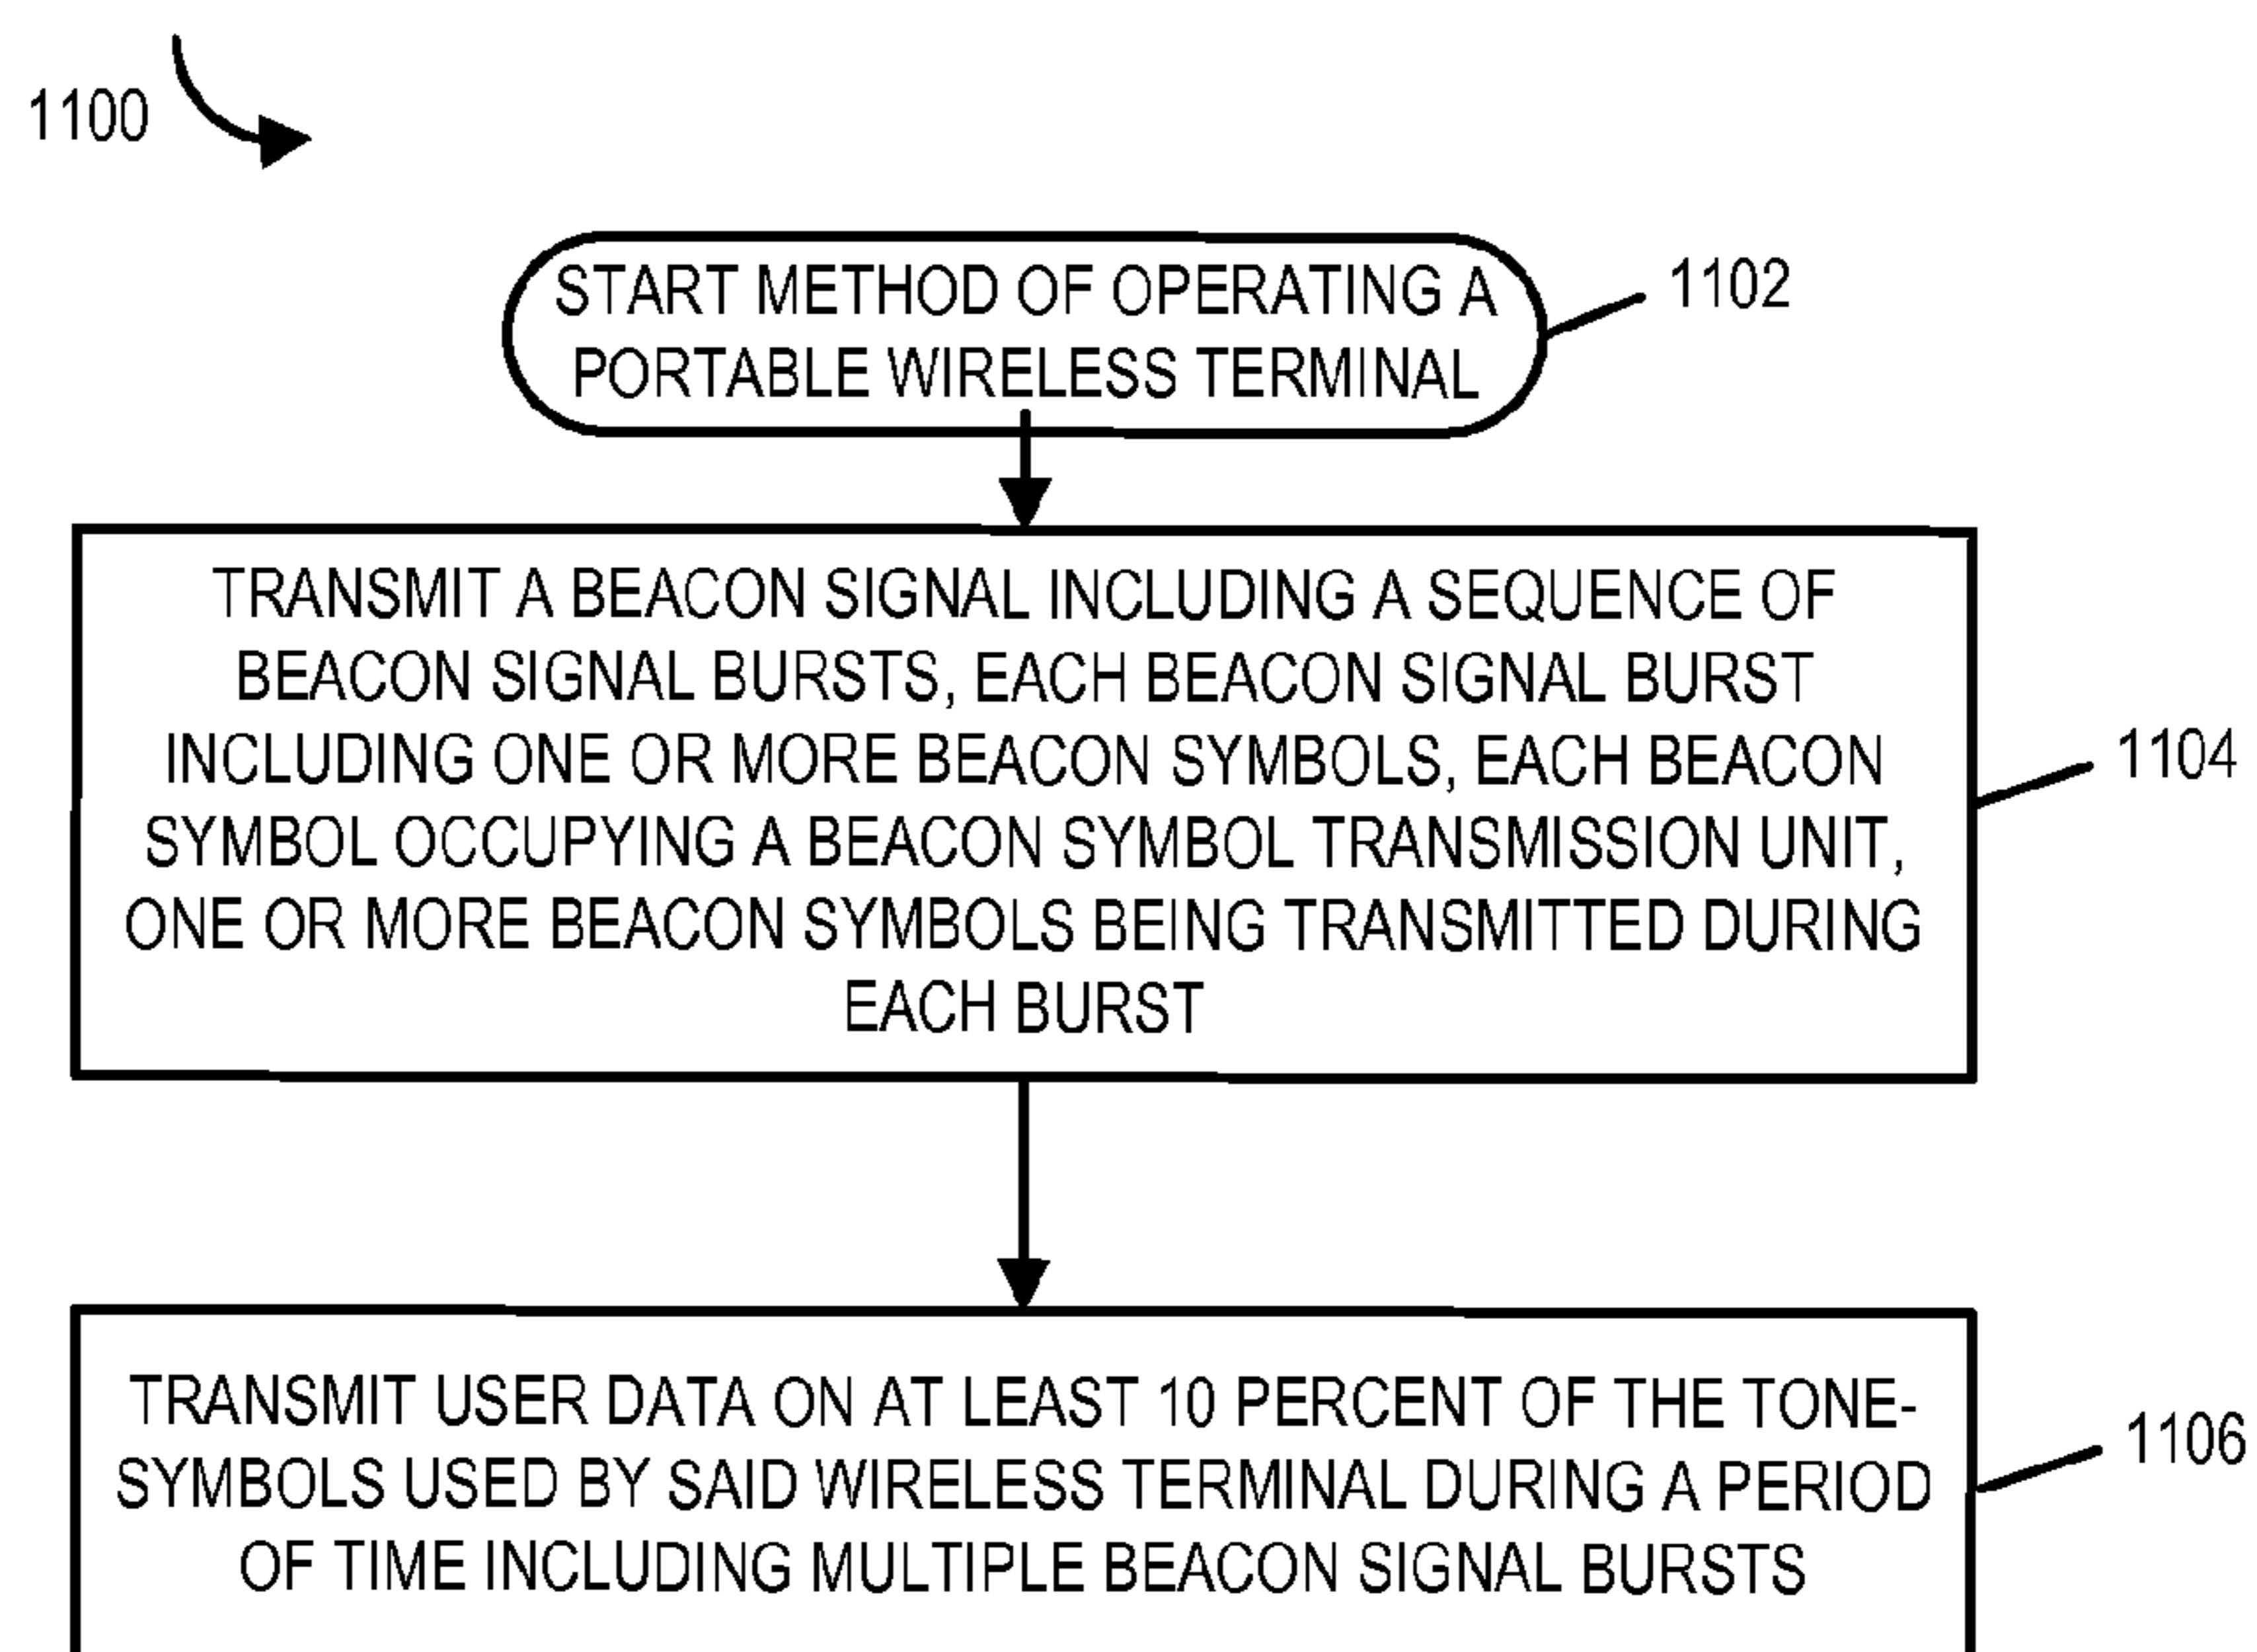 1100
START METHOD OF OPERATING A
PORTABLE WIRELESS TERMINAL
1102
TRANSMIT A BEACON SIGNAL INCLUDING A SEQUENCE OF
BEACON SIGNAL BURSTS, EACH BEACON SIGNAL BURST
INCLUDING ONE OR MORE BEACON SYMBOLS, EACH BEACON
SYMBOL OCCUPYING A BEACON SYMBOL TRANSMISSION UNIT,
ONE OR MORE BEACON SYMBOLS BEING TRANSMITTED DURING
EACH BURST
1104
TRANSMIT USER DATA ON AT LEAST 10 PERCENT OF THE TONE-
SYMBOLS USED BY SAID WIRELESS TERMINAL DURING A PERIOD
OF TIME INCLUDING MULTIPLE BEACON SIGNAL BURSTS
1106